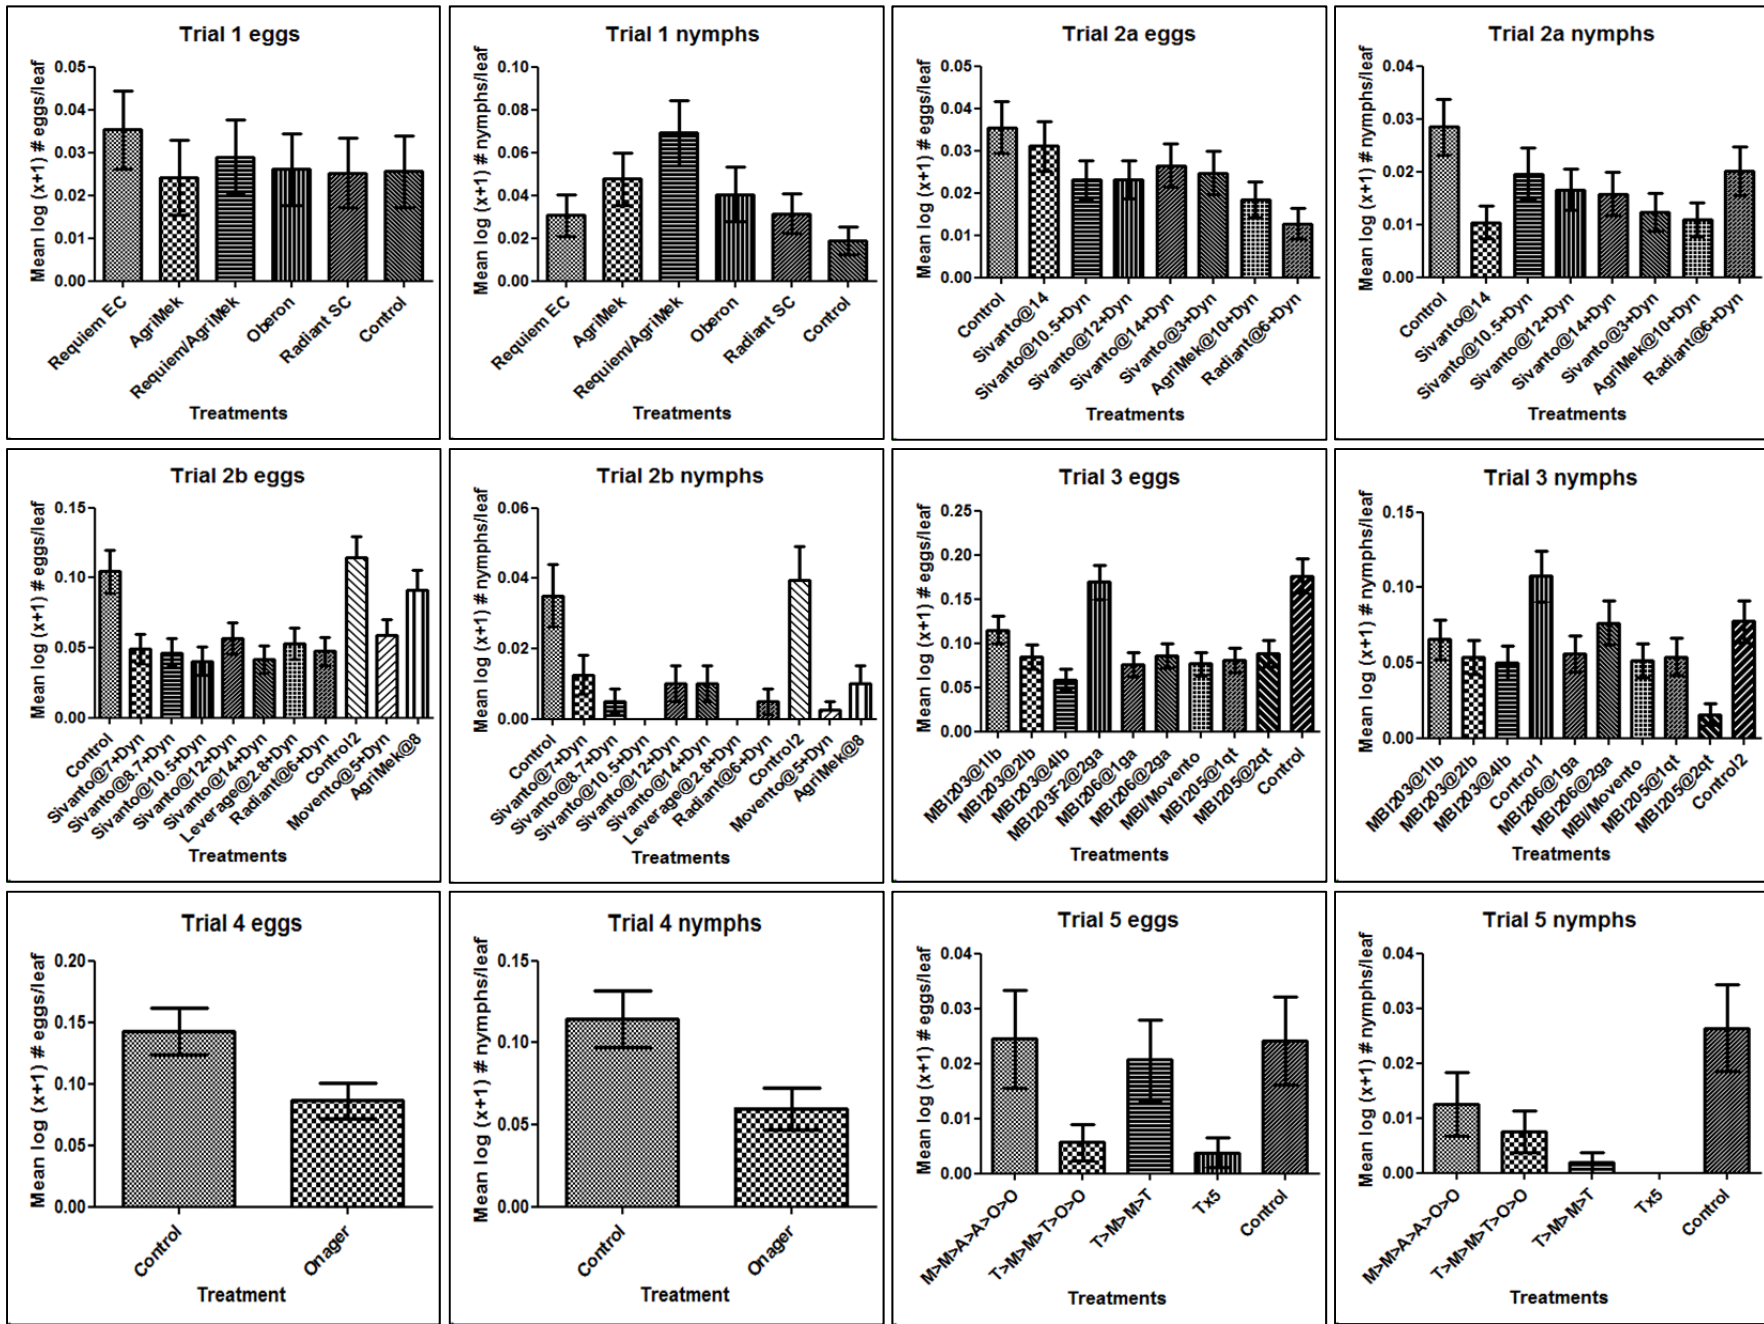 Trial 1 eggs
Mean log (x+1) # eggs/leaf
0.05
0.04
0.03
0.02
0.01
0.00
Requiem EC
AgriMek
Requiem/AgriMek
Oberon
Radiant SC
Control
Treatments
Trial 1 nymphs
Mean log (x+1) # nymphs/leaf
0.10
0.08
0.06
0.04
0.02
0.00
Requiem EC
AgriMek
Requiem/AgriMek
Oberon
Radiant SC
Control
Treatments
Trial 2a eggs
Mean log (x+1) # eggs/leaf
0.05
0.04
0.03
0.02
0.01
0.00
Control
Sivanto@14
Sivanto@10.5+Dyn
Sivanto@12+Dyn
Sivanto@14+Dyn
Sivanto@3+Dyn
AgriMek@10+Dyn
Radiant@6+Dyn
Treatments
Trial 2a nymphs
Mean log (x+1) # nymphs/leaf
0.04
0.03
0.02
0.01
0.00
Control
Sivanto@14
Sivanto@10.5+Dyn
Sivanto@12+Dyn
Sivanto@14+Dyn
Sivanto@3+Dyn
AgriMek@10+Dyn
Radiant@6+Dyn
Treatments
Trial 2b eggs
Mean log (x+1) # eggs/leaf
0.15
0.10
0.05
0.00
Control
Sivanto@7+Dyn
Sivanto@8.7+Dyn
Sivanto@10.5+Dyn
Sivanto@12+Dyn
Sivanto@14+Dyn
Leverage@2.8+Dyn
Radiant@6+Dyn
Control2
Movento@5+Dyn
AgriMek@8
Treatments
Trial 2b nymphs
Mean log (x+1) # nymphs/leaf
0.06
0.04
0.02
0.00
Control
Sivanto@7+Dyn
Sivanto@8.7+Dyn
Sivanto@10.5+Dyn
Sivanto@12+Dyn
Sivanto@14+Dyn
Leverage@2.8+Dyn
Radiant@6+Dyn
Control2
Movento@5+Dyn
AgriMek@8
Treatments
Trial 3 eggs
Mean log (x+1) # eggs/leaf
0.25
0.20
0.15
0.10
0.05
0.00
MBI203@1lb
MBI203@2lb
MBI203@4lb
MBI203F@2ga
MBI206@1ga
MBI206@2ga
MBI/Movento
MBI205@1qt
MBI205@2qt
Control
Treatments
Trial 3 nymphs
Mean log (x+1) # nymphs/leaf
0.15
0.10
0.05
0.00
MBI203@1lb
MBI203@2lb
MBI203@4lb
Control1
MBI206@1ga
MBI206@2ga
MBI/Movento
MBI205@1qt
MBI205@2qt
Control2
Treatments
Trial 4 eggs
Mean log (x+1) # eggs/leaf
0.20
0.15
0.10
0.05
0.00
Control
Onager
Treatment
Trial 4 nymphs
Mean log (x+1) # nymphs/leaf
0.15
0.10
0.05
0.00
Control
Onager
Treatment
Trial 5 eggs
Mean log (x+1) # eggs/leaf
0.04
0.03
0.02
0.01
0.00
M>M>A>A>O>O
T>M>M>T>O>O
T>M>M>T
Tx5
Control
Treatments
Trial 5 nymphs
Mean log (x+1) # nymphs/leaf
0.04
0.03
0.02
0.01
0.00
M>M>A>A>O>O
T>M>M>T>O>O
T>M>M>T
Tx5
Control
Treatments